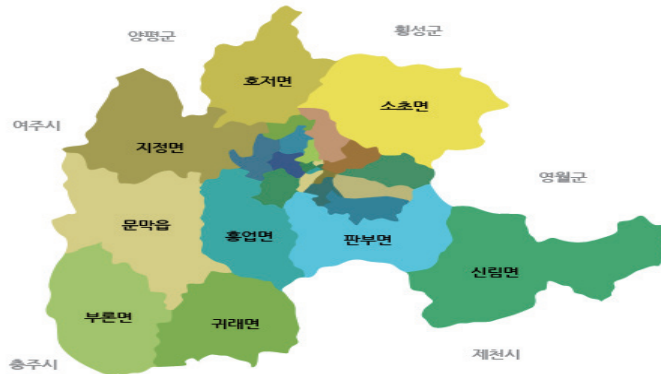 양평군
횡성군
호저면
소초면
여주시
지정면
영월군
문막읍
흥업면
판부면
신림면
부론면
귀래면
충주시
제천시